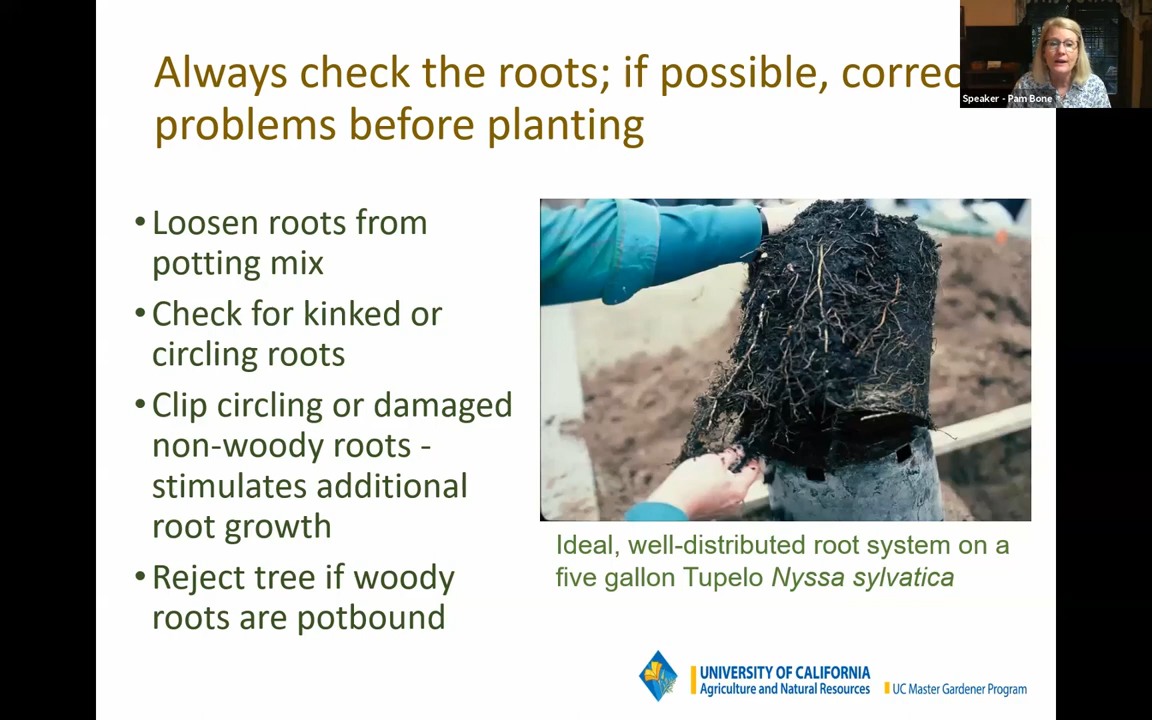 Always check the roots; if possible, correc
problems before planting
Speaker - Pam Bone
• Loosen roots from
potting mix
• Check for kinked or
circling roots
• Clip circling or damaged
non-woody roots -
stimulates additional
root growth
• Reject tree if woody
roots are potbound
Ideal, well-distributed root system on a
five gallon Tupelo Nyssa sylvatica
UNIVERSITY OF CALIFORNIA
Agriculture and Natural Resources
UC Master Gardener Program